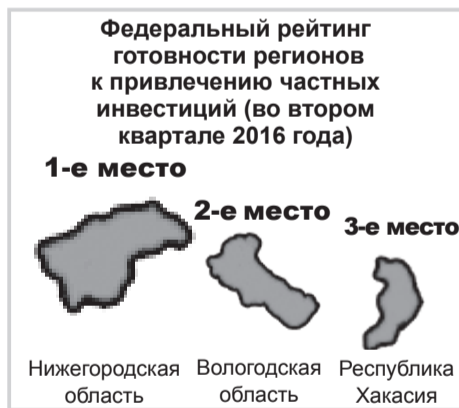 Федеральный рейтинг
готовности регионов
к привлечению частных
инвестиций (во втором
квартале 2016 года)
1-е место
2-е место
3-е место
Нижегородская
область
Вологодская
область
Республика
Хакасия